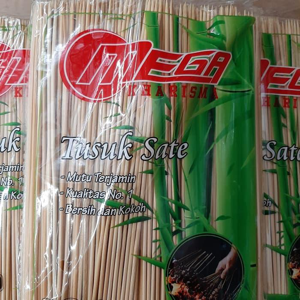 MEGA
KHARISMA
Tusuk Sate
- Mutu Terjamin
- Kualitas No. 1
- Bersih dan Kokoh